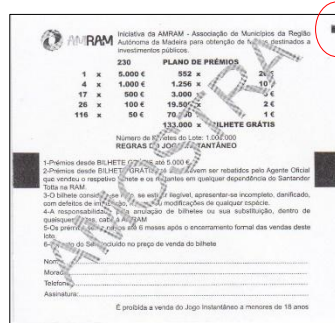 AMRAM
Iniciativa da AMRAM - Associação de Municípios da Região
Autónoma da Madeira para obtenção de fundos destinados a
investimentos públicos.
230 PLANO DE PRÉMIOS
1 x 5.000 € 552 x 20 €
4 x 1.000 € 1.256 x 10
17 x 500 € 3.000 x
26 x 100 € 19.50 x 2 €
116 x 50 € 70. 1 €
133.000 x BILHETE GRÁTIS
Número de Bilhetes do Lote: 1.000.000
REGRAS DO JOGO INSTANTÂNEO
1-Prémios desde BILHETE GRÁTIS até 5.000 €
2-Prémios desde BILHETE GRÁTIS devem ser rebatidos pelo Agente Oficial
que vendeu o respectivo bilhete e os restantes em qualquer dependência do Santander
Totta na RAM.
3-O bilhete se estiver ilegível, apresentar-se incompleto, danificado,
com defeitos de ou modificações de qualquer espécie.
4-A responsabilidade pela anulação de bilhetes ou sua substituição, dentro de
quaisquer cabe à AMRAM
5-Os prémios até 6 meses após o encerramento formal das vendas deste
lote.
6- do Selo incluído no preço de venda do bilhete
Nome
Morada
Telefone
Assinatura:
É proibida a venda do Jogo Instantâneo a menores de 18 anos
AMOSTRA